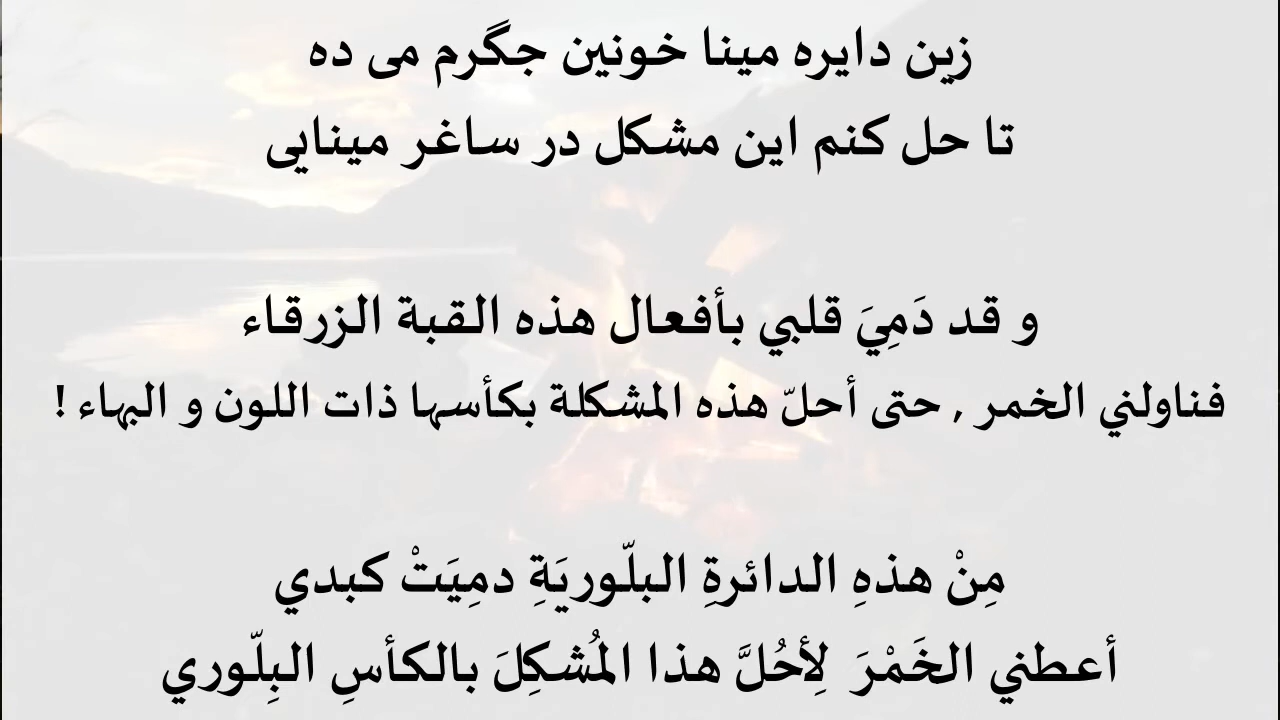 زین دایره مینا خونین جگرم می ده
تا حل کنم این مشکل در ساغر مینایی
و قد دَمِيَ قلبي بأفعال هذه القبة الزرقاء
فناولني الخمر , حتى أحلّ هذه المشكلة بكأسها ذات اللون و البهاء !
مِنْ هذهِ الدائرةِ البلّوريَةِ دمِيَتْ كبدي
أعطني الخَمْرَ لِأحُلَّ هذا المُشكِلَ بالكأسِ البِلّوري